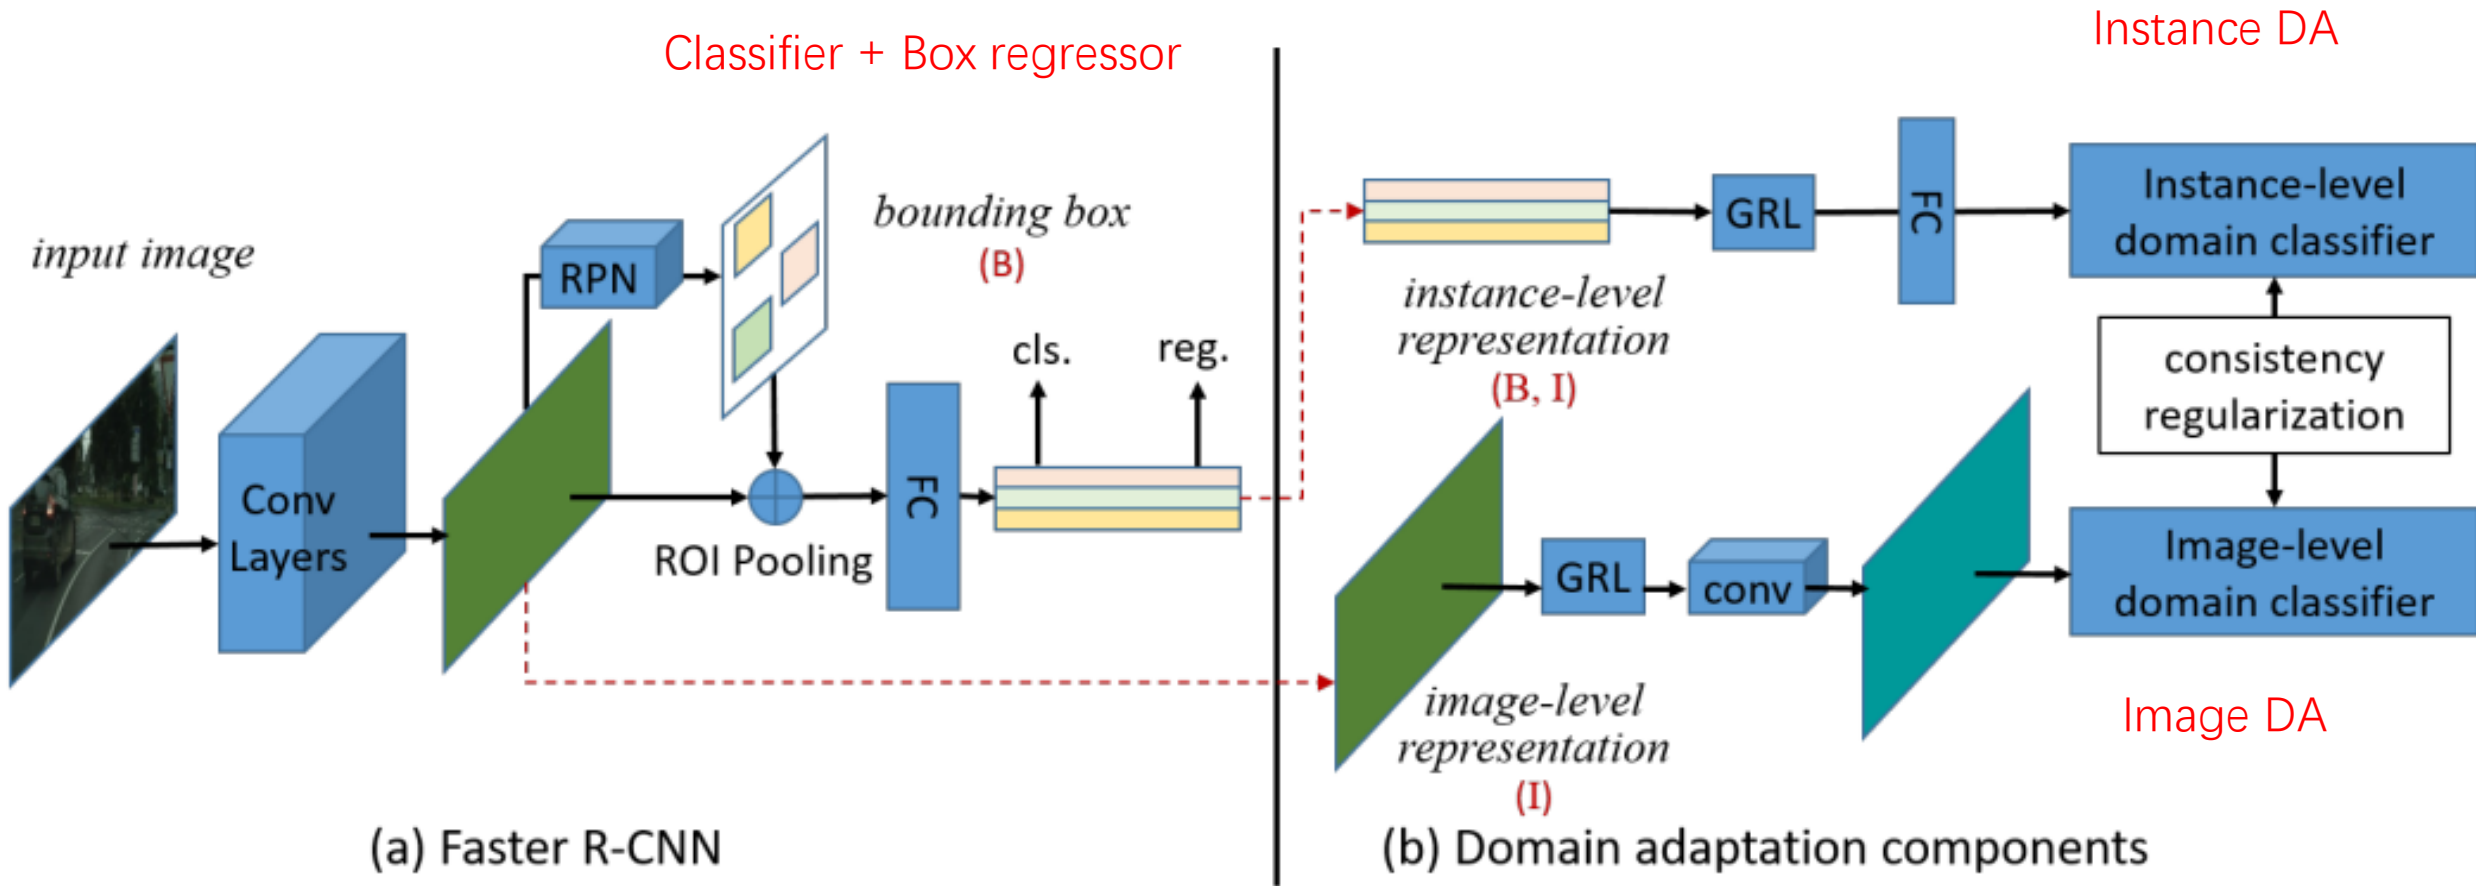 Classifier + Box regressor
Instance DA
input image
RPN
bounding box
(B)
Conv
Layers
ROI Pooling
FC
cls.
reg.
instance-level
representation
(B, I)
GRL
FC
Instance-level
domain classifier
consistency
regularization
image-level
representation
(I)
GRL
conv
Image-level
domain classifier
Image DA
(a) Faster R-CNN
(b) Domain adaptation components